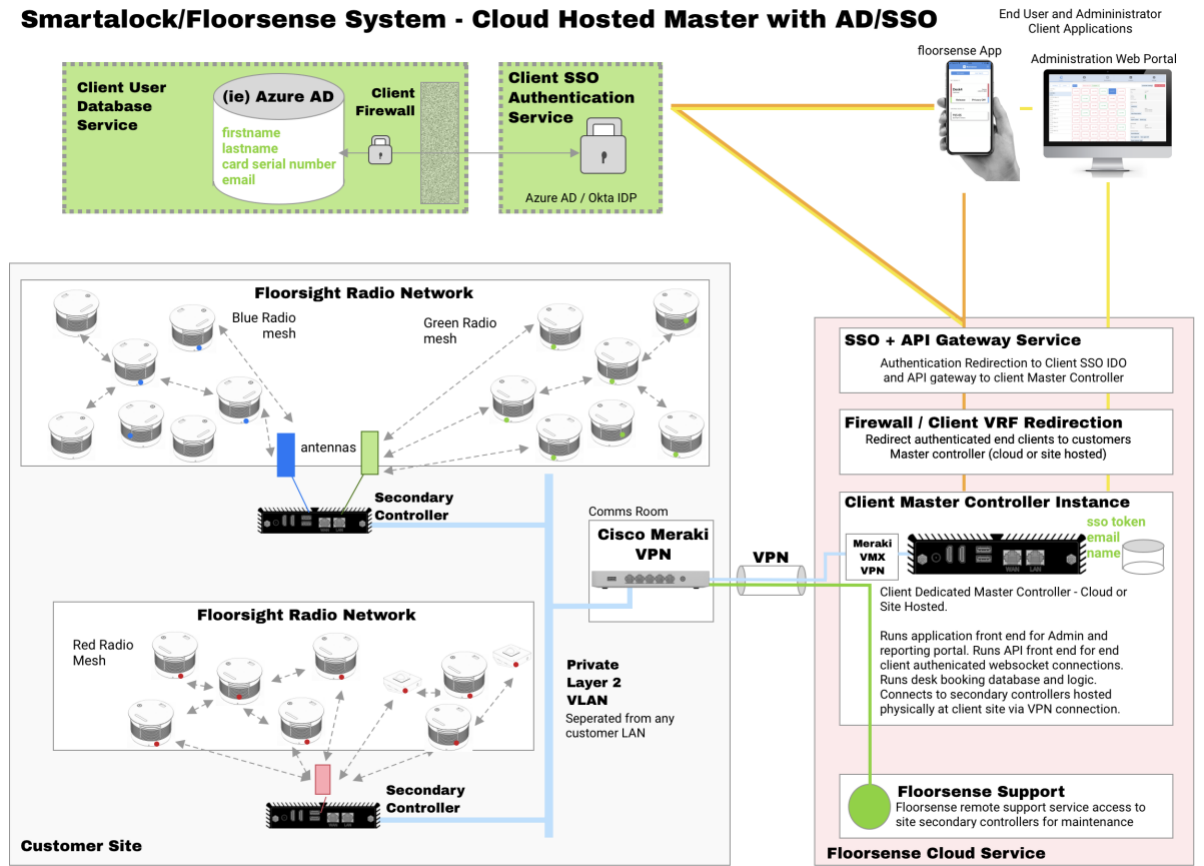 Smartalock/Floorsense System - Cloud Hosted Master with AD/SSO
End User and Admininistrator
Client Applications
floorsense App
Administration Web Portal
Client User
Database
Service
(ie) Azure AD
firstname
lastname
card serial number
email
Client
Firewall
Client SSO
Authentication
Service
Azure AD / Okta IDP
Floorsight Radio Network
Blue Radio
mesh
Green Radio
mesh
antennas
Secondary
Controller
Floorsight Radio Network
Red Radio
Mesh
Secondary
Controller
Customer Site
Comms Room
Cisco Meraki
VPN
Private
Layer 2
VLAN
Seperated from any
customer LAN
VPN
SSO + API Gateway Service
Authentication Redirection to Client SSO IDO
and API gateway to client Master Controller
Firewall / Client VRF Redirection
Redirect authenticated end clients to customers
Master controller (cloud or site hosted)
Client Master Controller Instance
sso token
email
name
Meraki
VMX
VPN
WAN
LAN
Client Dedicated Master Controller - Cloud or
Site Hosted.
Runs application front end for Admin and
reporting portal. Runs API front end for end
client authenicated websocket connections.
Runs desk booking database and logic.
Connects to secondary controllers hosted
physically at client site via VPN connection.
Floorsense Support
Floorsense remote support service access to
site secondary controllers for maintenance
Floorsense Cloud Service